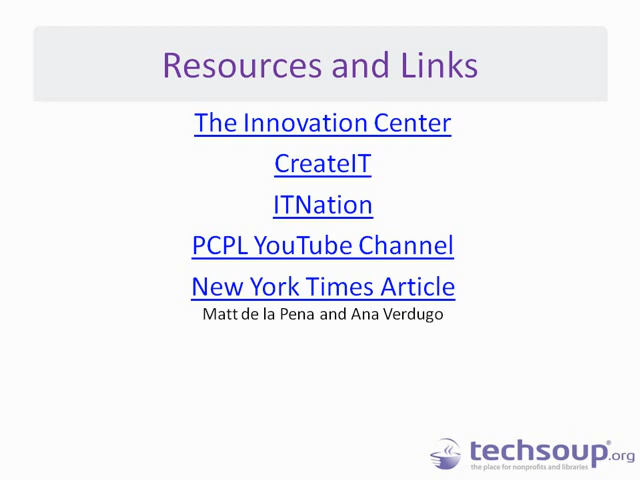 Resources and Links
The Innovation Center
CreateIT
ITNation
PCPL YouTube Channel
New York Times Article
Matt de la Pena and Ana Verdugo
techsoup®.org
the place for nonprofits and libraries